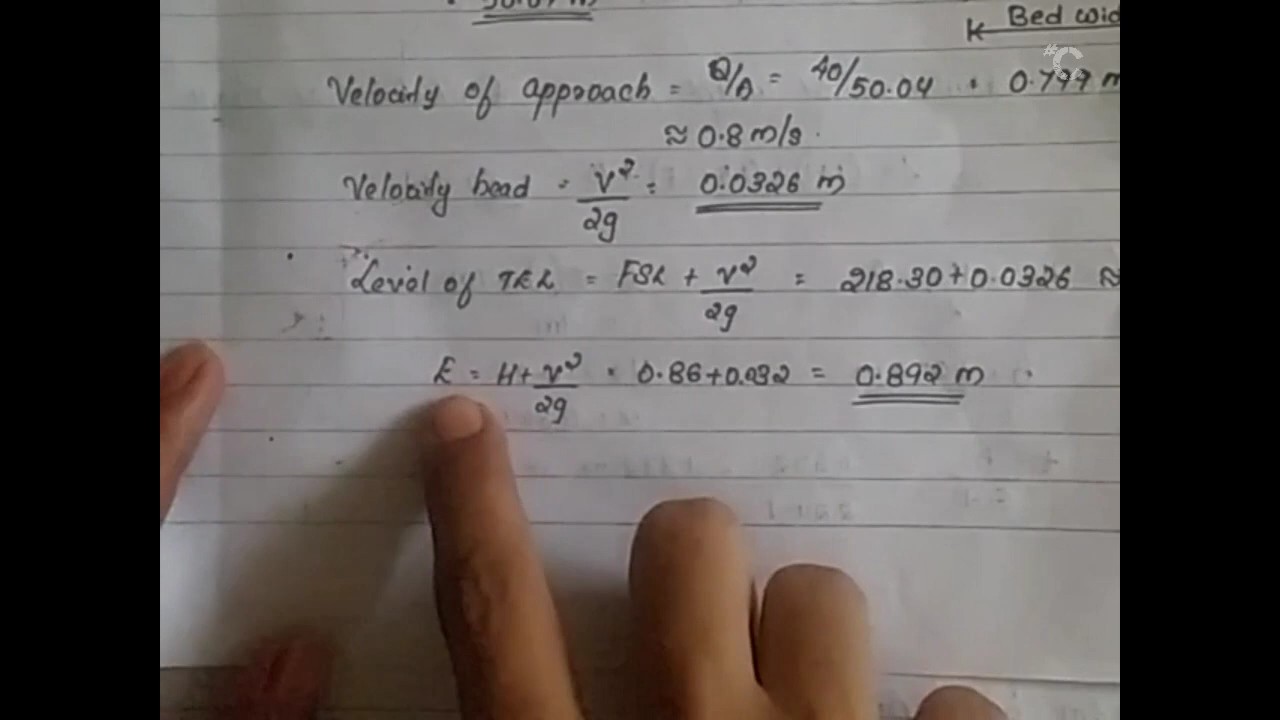 Bed wid
#C
Velocity of approach = Q/A = 40/50.04 = 0.799 m
≈ 0.8 m/s.
Velocity head = V²/2g = 0.0326 m
Level of TEL = FSL + V²/2g = 218.30+0.0326 ≈
E = H+V²/2g = 0.86+0.032 = 0.892 m